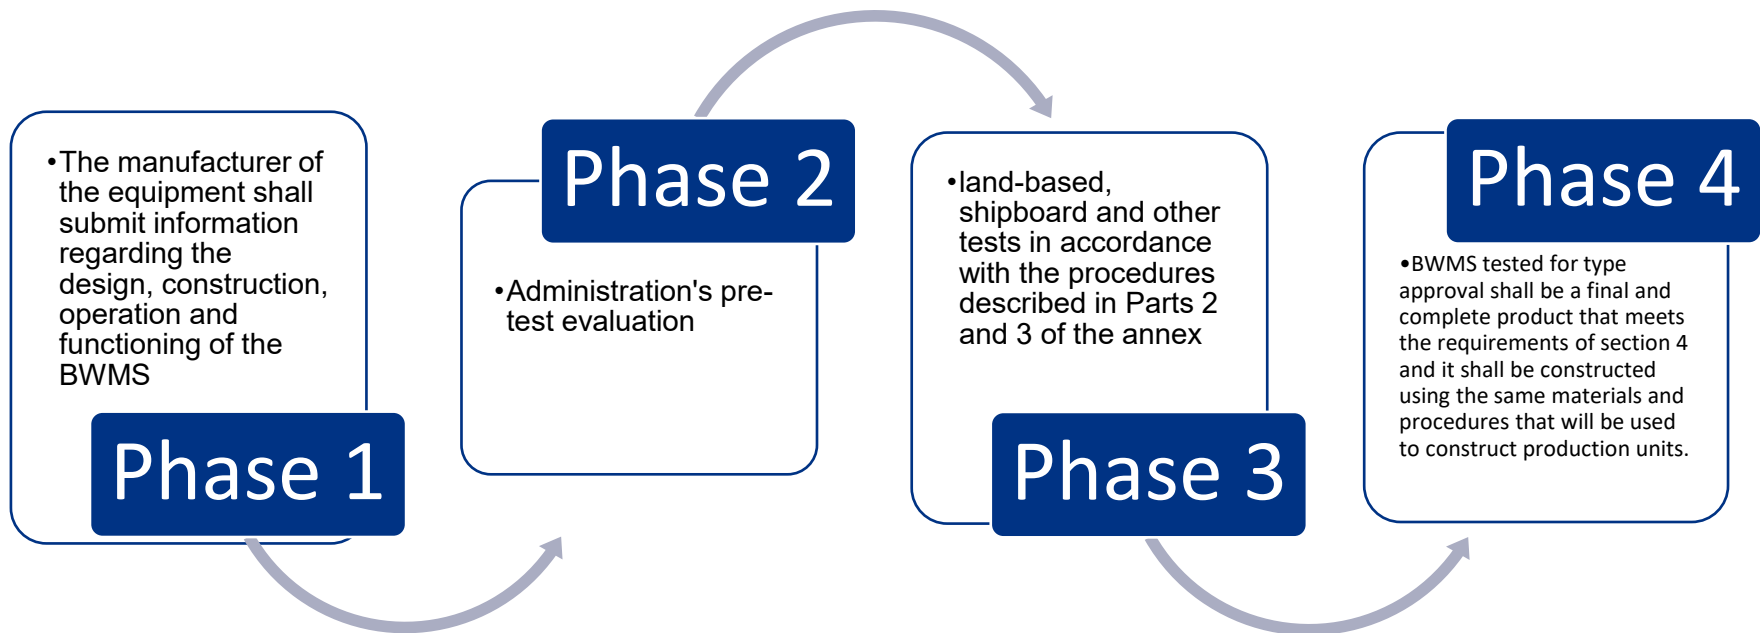 •The manufacturer of
the equipment shall
submit information
regarding the
design, construction,
operation and
functioning of the
BWMS
Phase 1
Phase 2
•Administration's pre-
test evaluation
•land-based,
shipboard and other
tests in accordance
with the procedures
described in Parts 2
and 3 of the annex
Phase 3
Phase 4
•BWMS tested for type
approval shall be a final and
complete product that meets
the requirements of section 4
and it shall be constructed
using the same materials and
procedures that will be used
to construct production units.